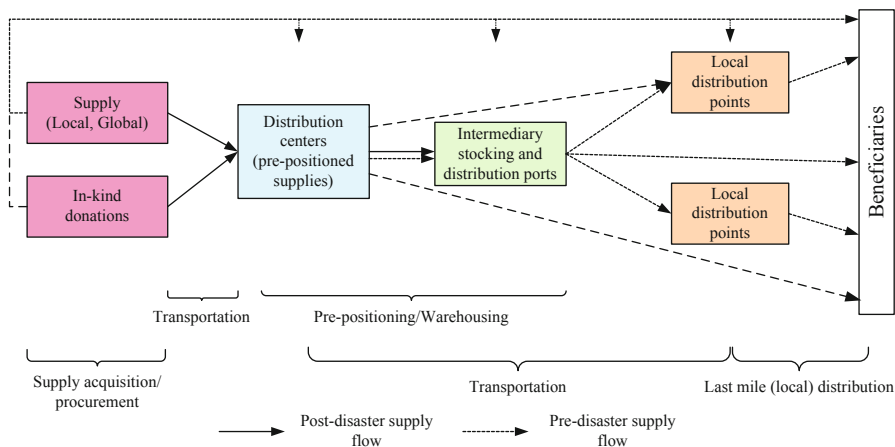 Supply
(Local, Global)
In-kind
donations
Distribution
centers
(pre-positioned
supplies)
Intermediary
stocking and
distribution ports
Local
distribution
points
Local
distribution
points
Beneficiaries
Transportation
Pre-positioning/Warehousing
Supply acquisition/
procurement
Transportation
Last mile (local) distribution
Post-disaster supply
flow
Pre-disaster supply
flow